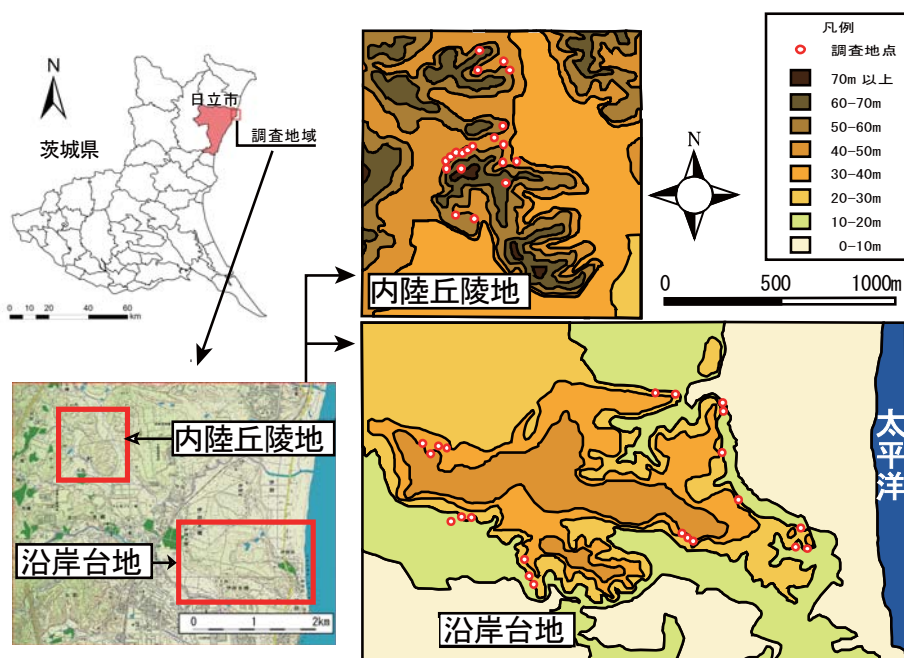 N
日立市
調査地域
茨城県
0 10 20 40 60
km
内陸丘陵地
N
凡例
調査地点
70m 以上
60-70m
50-60m
40-50m
30-40m
20-30m
10-20m
0-10m
0 500 1000m
内陸丘陵地
沿岸台地
0 1 2km
沿岸台地
太平洋